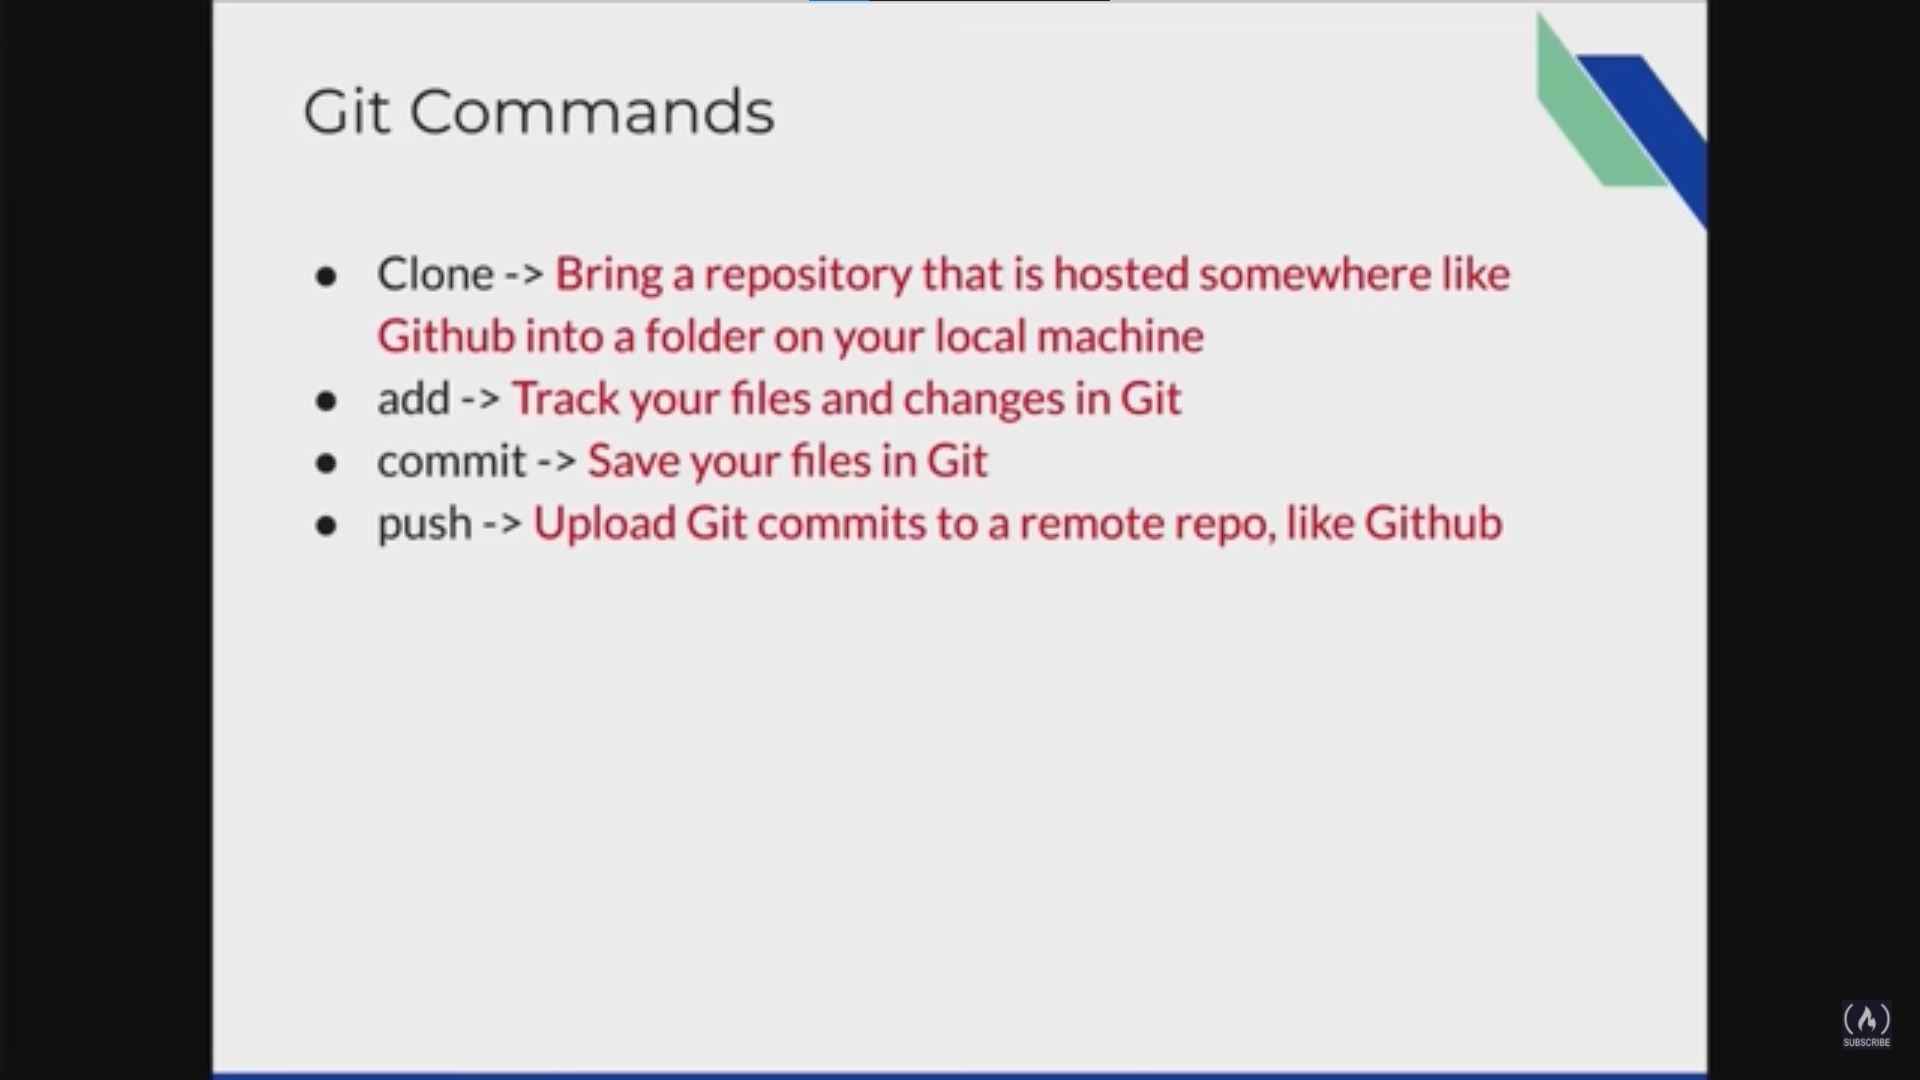 Git Commands
● Clone -> Bring a repository that is hosted somewhere like
Github into a folder on your local machine
● add -> Track your files and changes in Git
● commit -> Save your files in Git
● push -> Upload Git commits to a remote repo, like Github
SUBSCRIBE